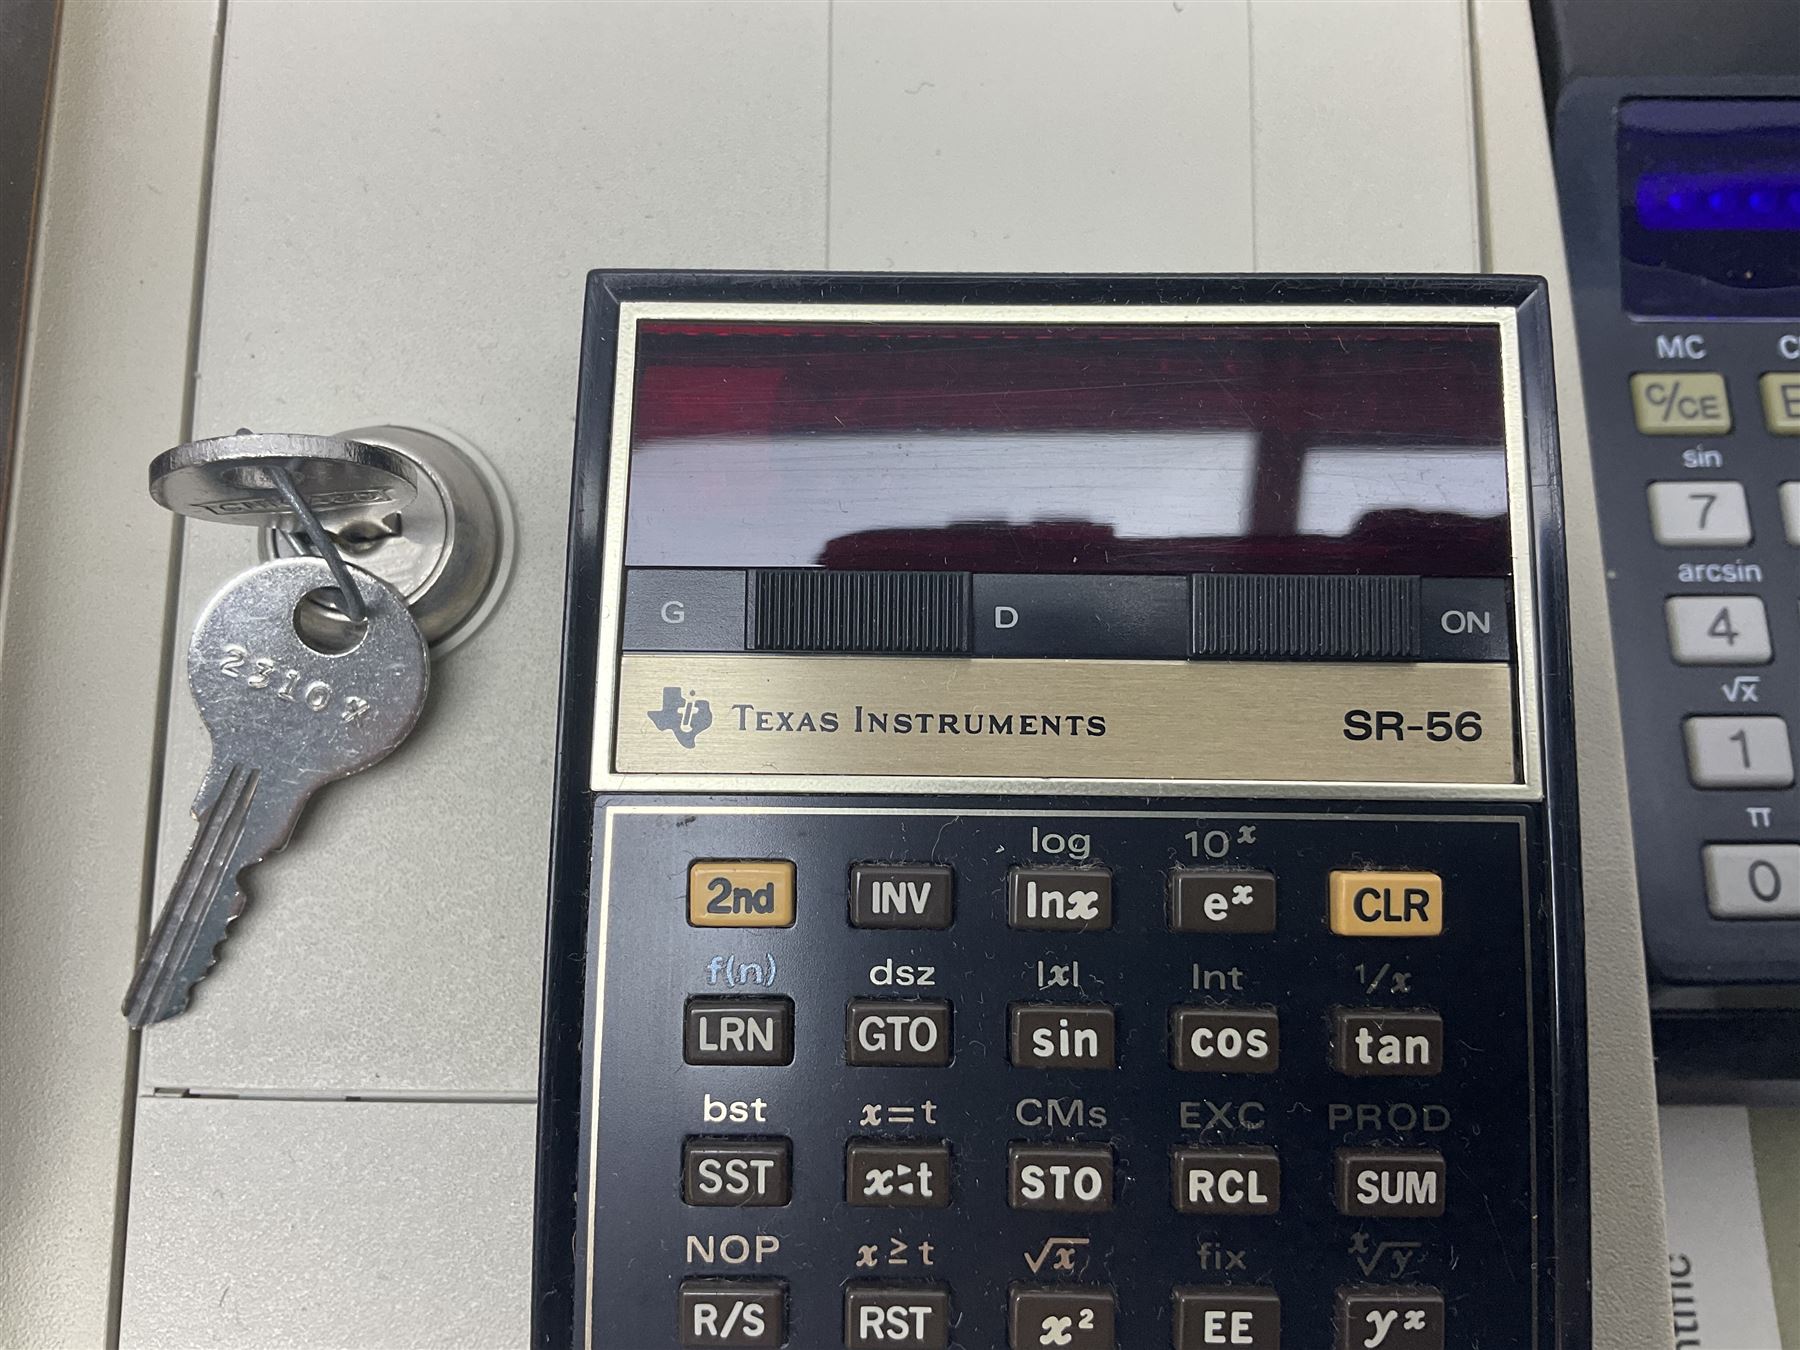 G D ON
TEXAS INSTRUMENTS SR-56
log 10ˣ
2nd INV lnx eˣ CLR
f(n) dsz |x| Int 1/x
LRN GTO sin cos tan
bst x=t CMs EXC PROD
SST x⇄t STO RCL SUM
NOP x≥t √x fix ˣ√y
R/S RST x² EE yˣ
MC
C/CE
sin
7
arcsin
4
√x
1
π
0